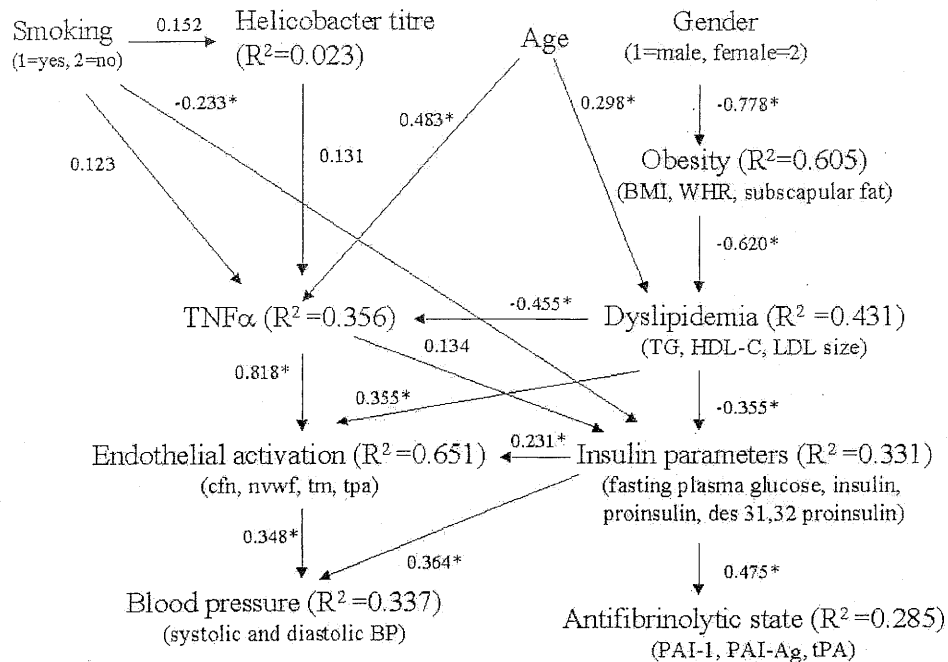 Smoking
(1=yes, 2=no)
0.152
Helicobacter titre
(R²=0.023)
Age
Gender
(1=male, female=2)
-0.233*
0.483*
0.298*
-0.778*
0.123
0.131
Obesity (R²=0.605)
(BMI, WHR, subscapular fat)
-0.620*
TNFα (R²=0.356)
-0.455*
Dyslipidemia (R²=0.431)
(TG, HDL-C, LDL size)
0.134
0.818*
0.355*
-0.355*
Endothelial activation (R²=0.651)
(cfn, nvwf, tm, tpa)
0.231*
Insulin parameters (R²=0.331)
(fasting plasma glucose, insulin,
proinsulin, des 31,32 proinsulin)
0.348*
0.364*
0.475*
Blood pressure (R²=0.337)
(systolic and diastolic BP)
Antifibrinolytic state (R²=0.285)
(PAI-1, PAI-Ag, tPA)